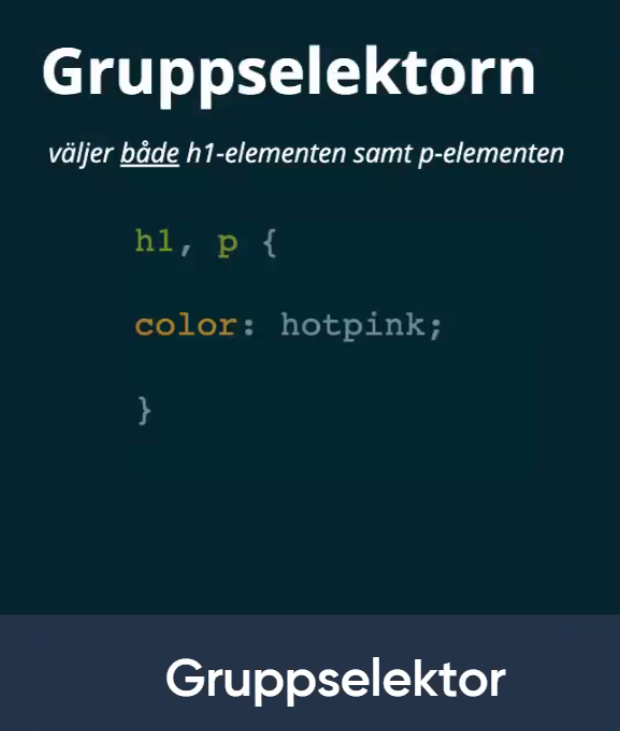 Gruppselektorn
väljer både h1-elementen samt p-elementen
h1, p {
color: hotpink;
}
Gruppselektor